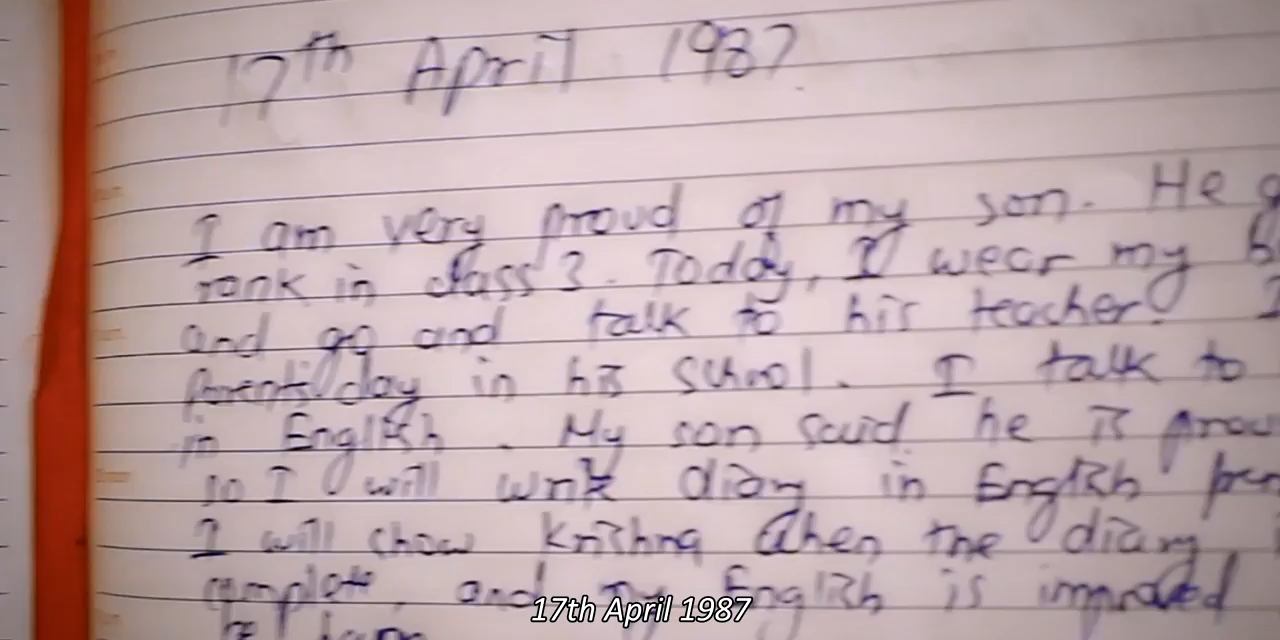 17th April 1987.
I am very proud of my son. He
rank in class 3. Today, I wear my
and go and talk to his teacher.
Parents day in his school. I talk to
in English. My son said he is
so I will write diary in English
I will show Krishna when the diary
complete, and my English is improved
17th April 1987